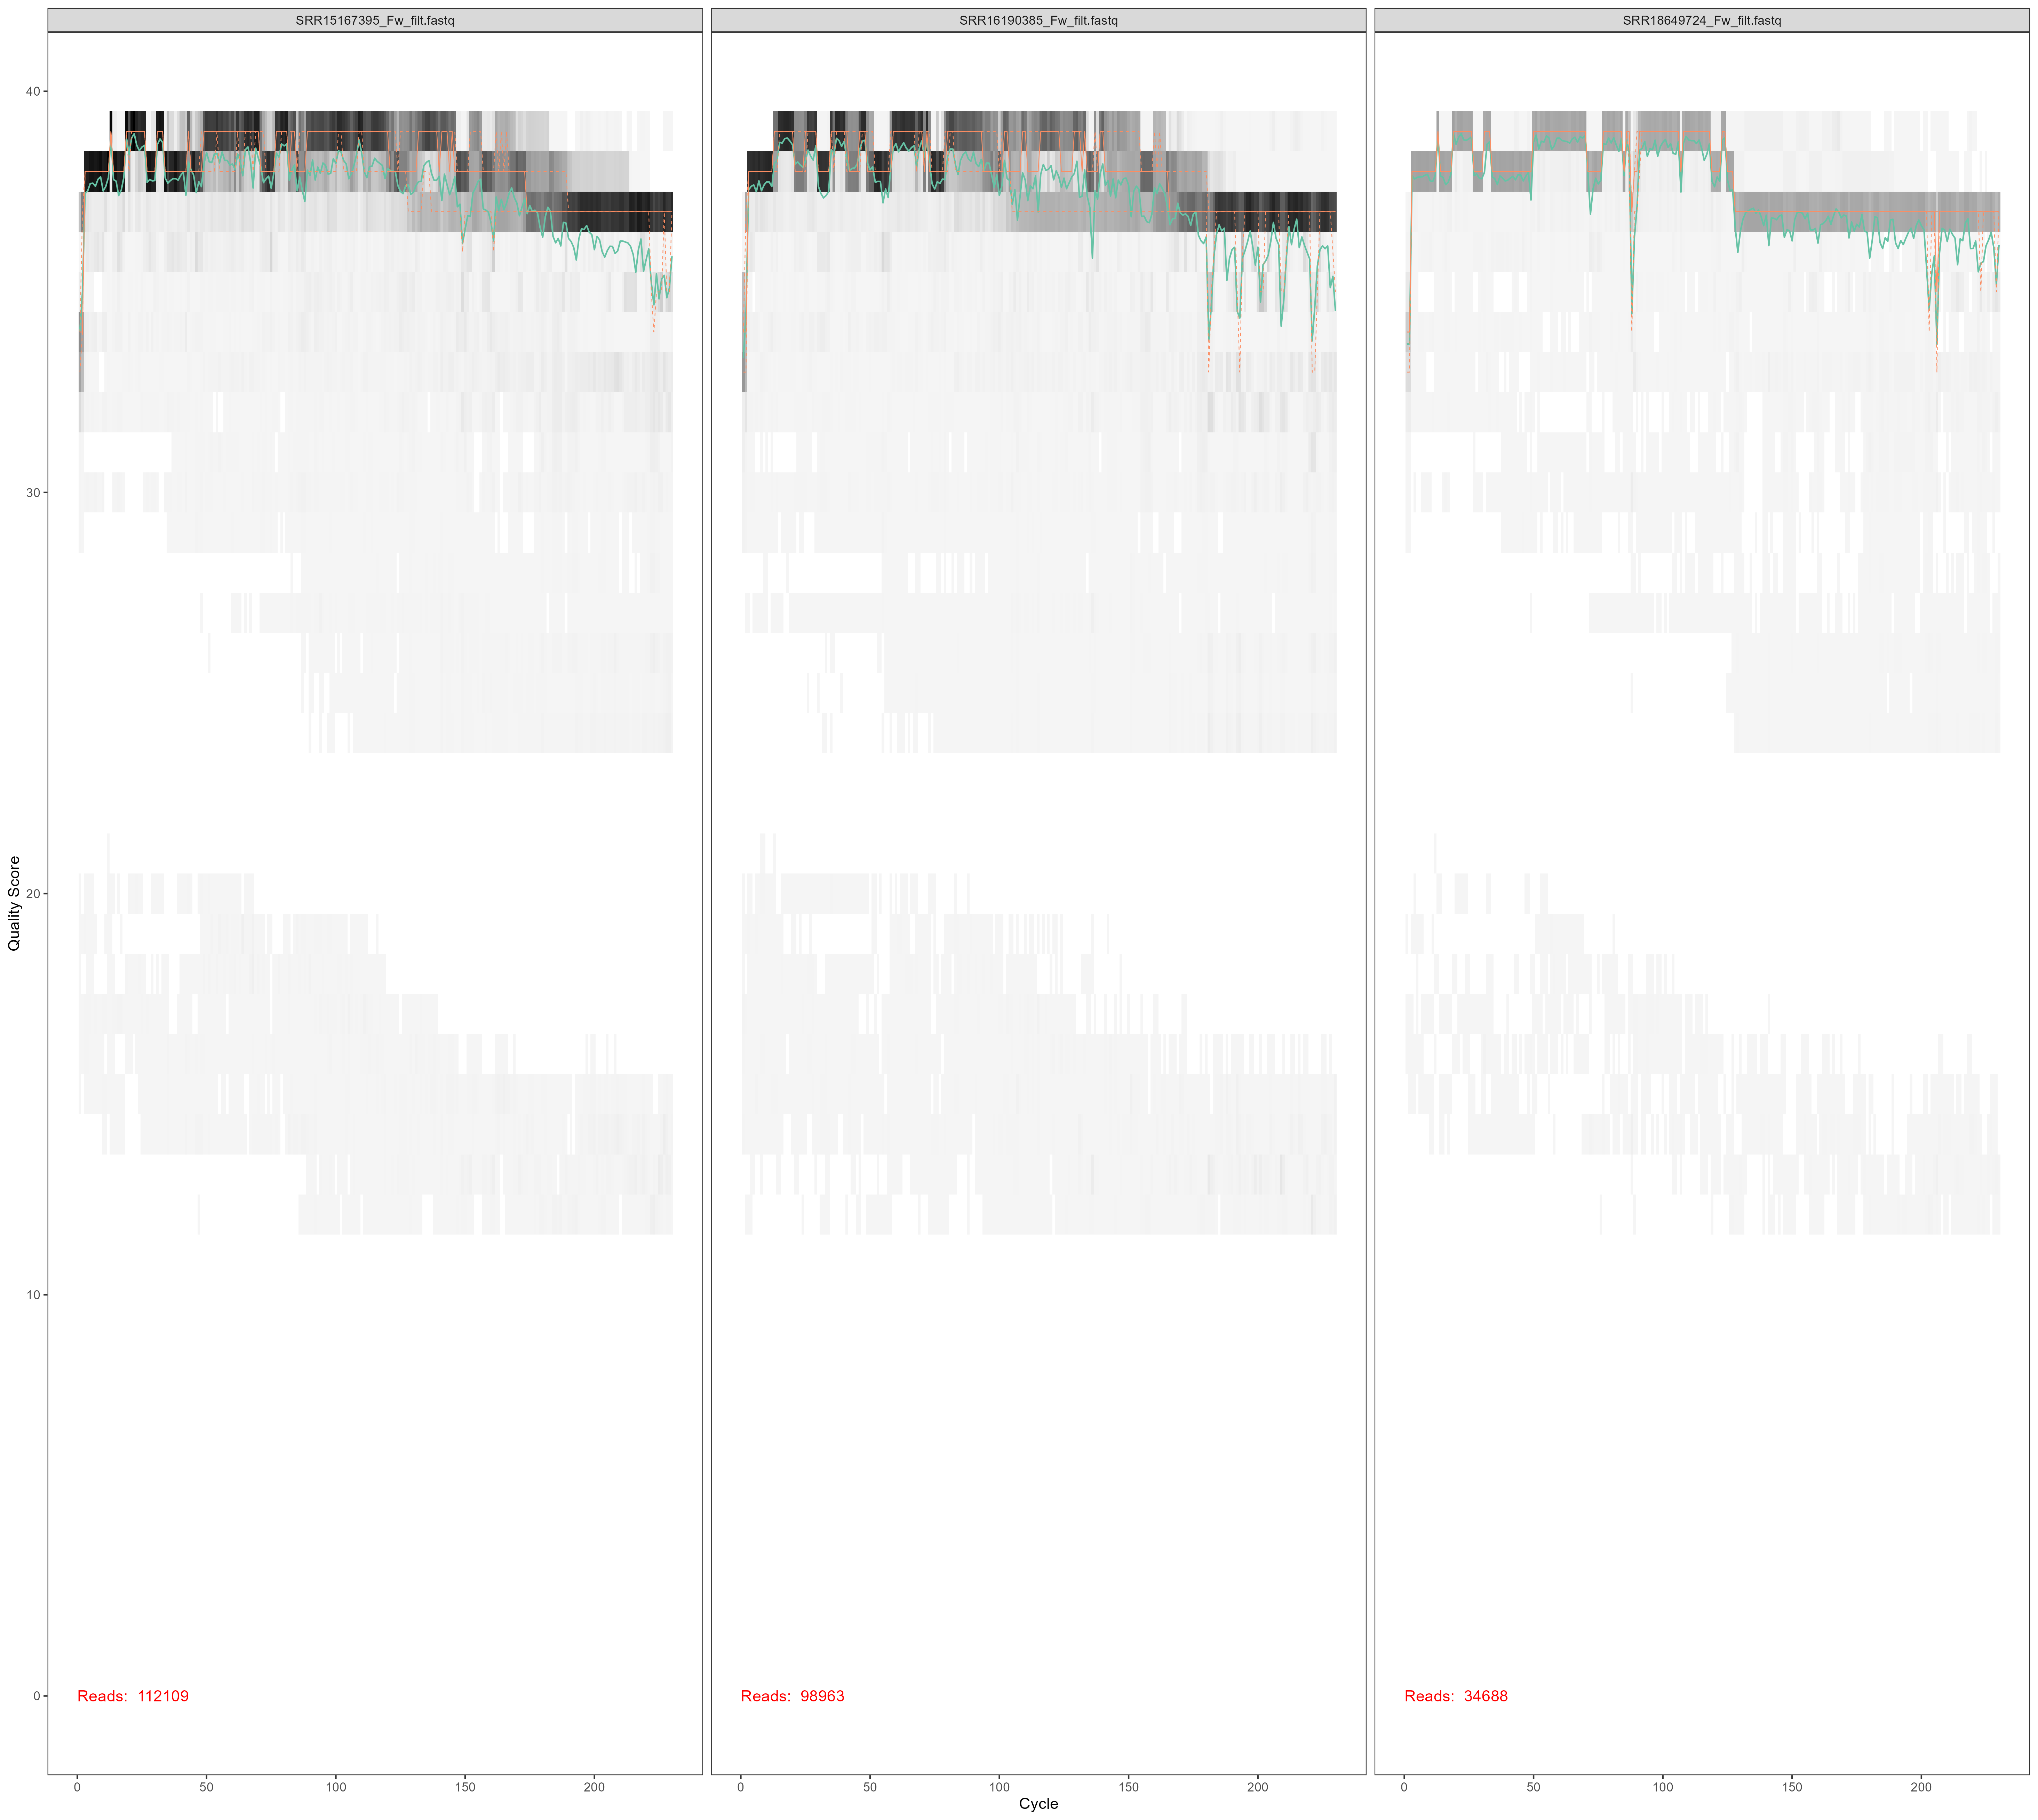 SRR15167395_Fw_filt.fastq
SRR16190385_Fw_filt.fastq
SRR18649724_Fw_filt.fastq
Quality Score
40
30
20
10
0
Reads: 112109
Reads: 98963
Reads: 34688
0 50 100 150 200
0 50 100 150 200
0 50 100 150 200
Cycle